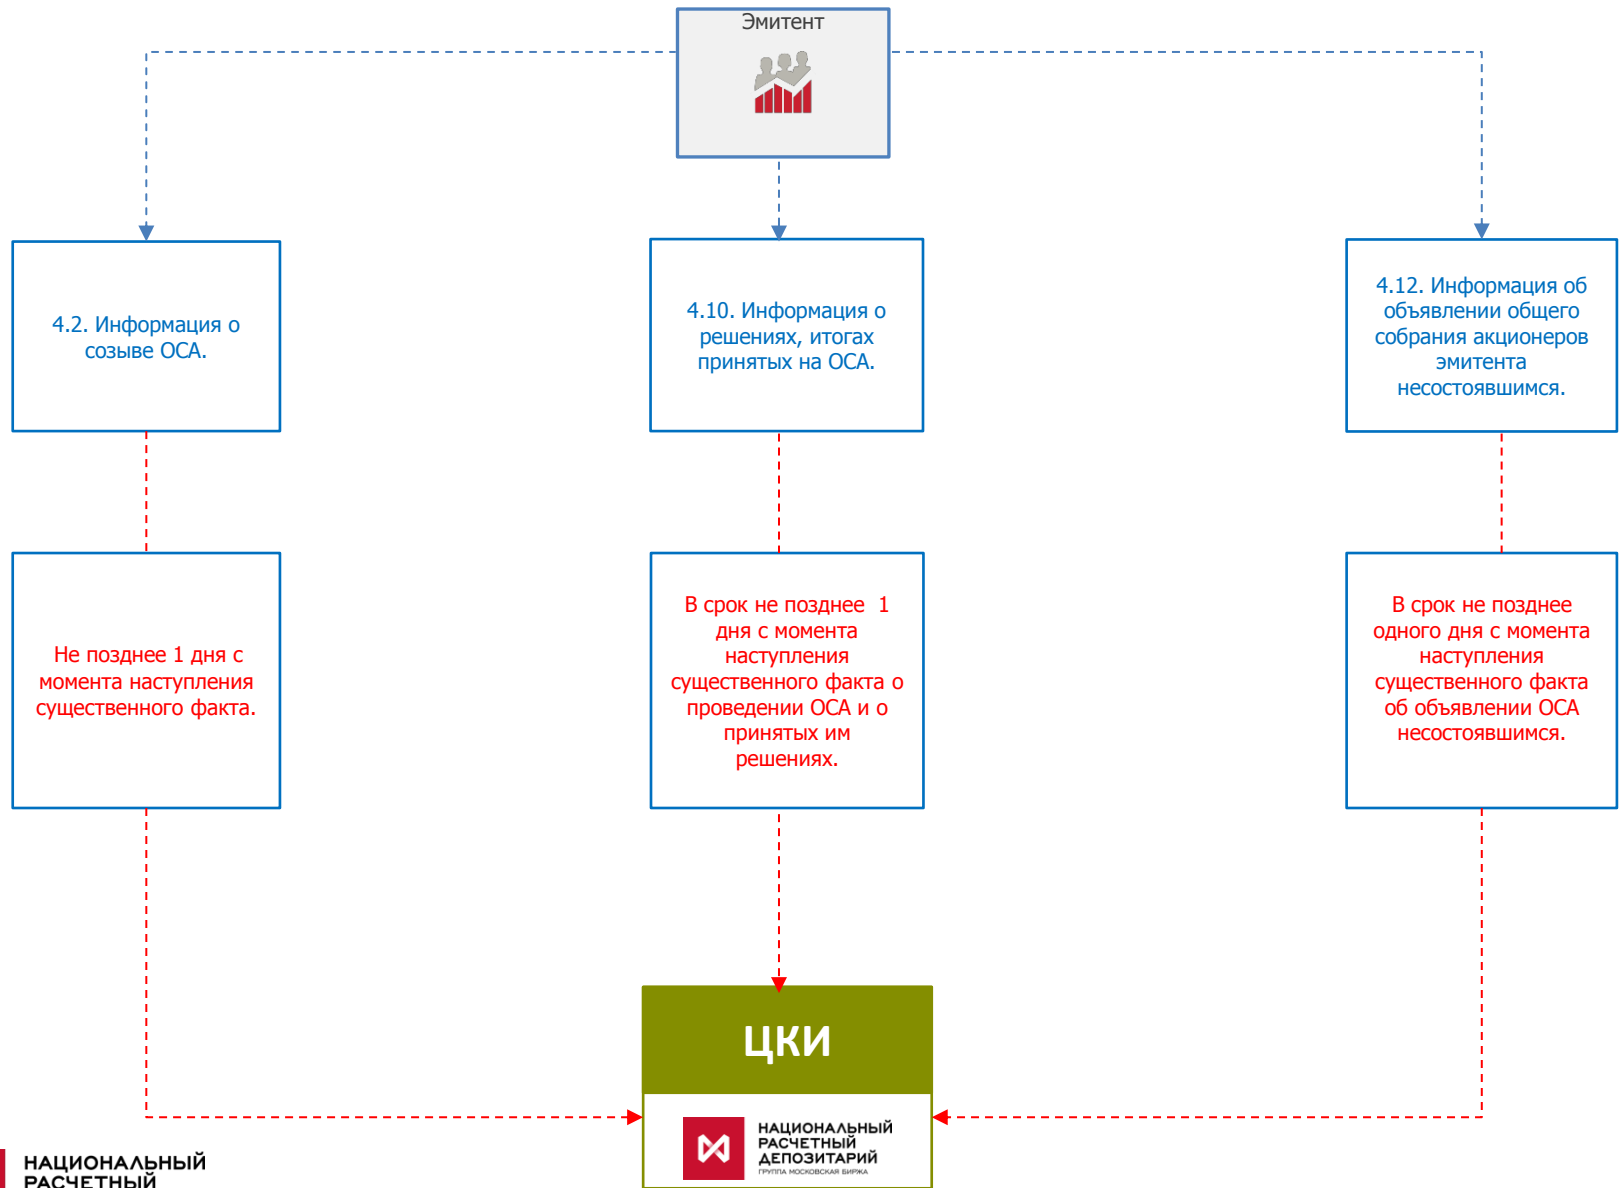 Эмитент
4.2. Информация о
созыве ОСА.
4.10. Информация о
решениях, итогах
принятых на ОСА.
4.12. Информация об
объявлении общего
собрания акционеров
эмитента
несостоявшимся.
Не позднее 1 дня с
момента наступления
существенного факта.
В срок не позднее 1
дня с момента
наступления
существенного факта о
проведении ОСА и о
принятых им
решениях.
В срок не позднее
одного дня с момента
наступления
существенного факта
об объявлении ОСА
несостоявшимся.
ЦКИ
НАЦИОНАЛЬНЫЙ
РАСЧЕТНЫЙ
ДЕПОЗИТАРИЙ
ГРУППА МОСКОВСКАЯ БИРЖА
НАЦИОНАЛЬНЫЙ
РАСЧЕТНЫЙ